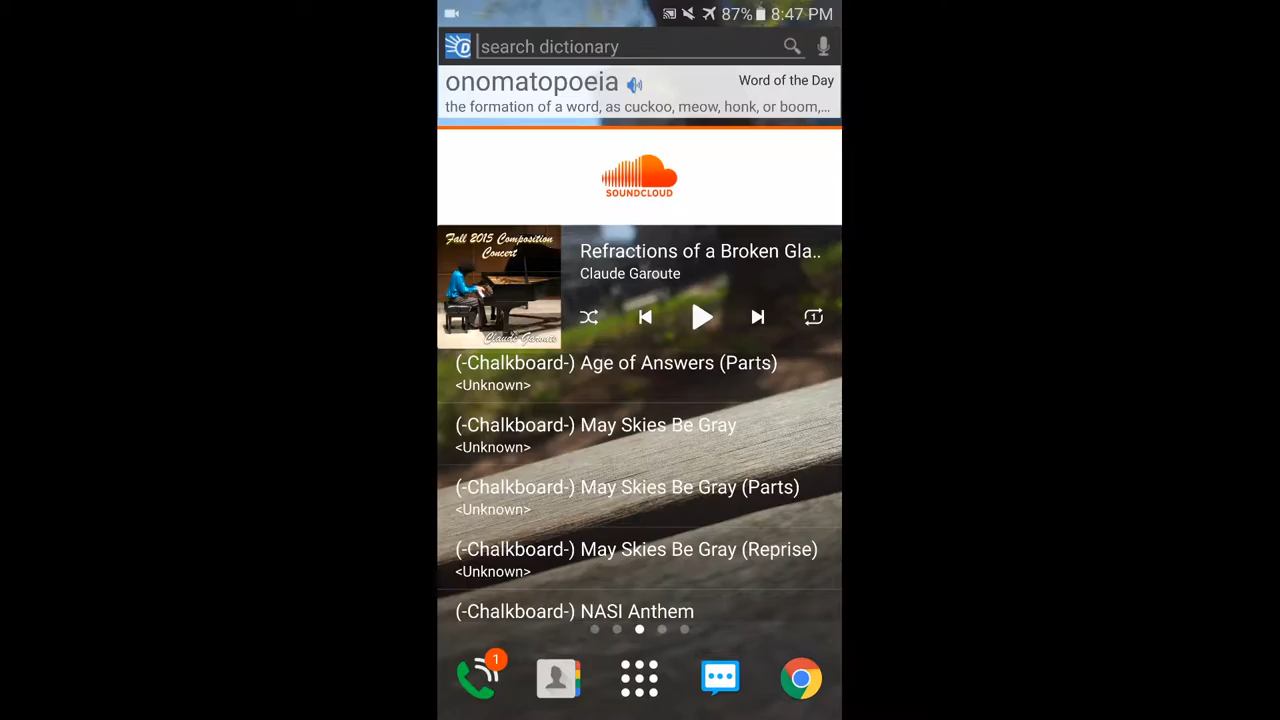 87% 8:47 PM
search dictionary
onomatopoeia Word of the Day
the formation of a word, as cuckoo, meow, honk, or boom,...
SOUNDCLOUD
Fall 2015 Composition
Concert
Claude Garoute
Refractions of a Broken Gla..
Claude Garoute
1
(-Chalkboard-) Age of Answers (Parts)
<Unknown>
(-Chalkboard-) May Skies Be Gray
<Unknown>
(-Chalkboard-) May Skies Be Gray (Parts)
<Unknown>
(-Chalkboard-) May Skies Be Gray (Reprise)
<Unknown>
(-Chalkboard-) NASI Anthem
1